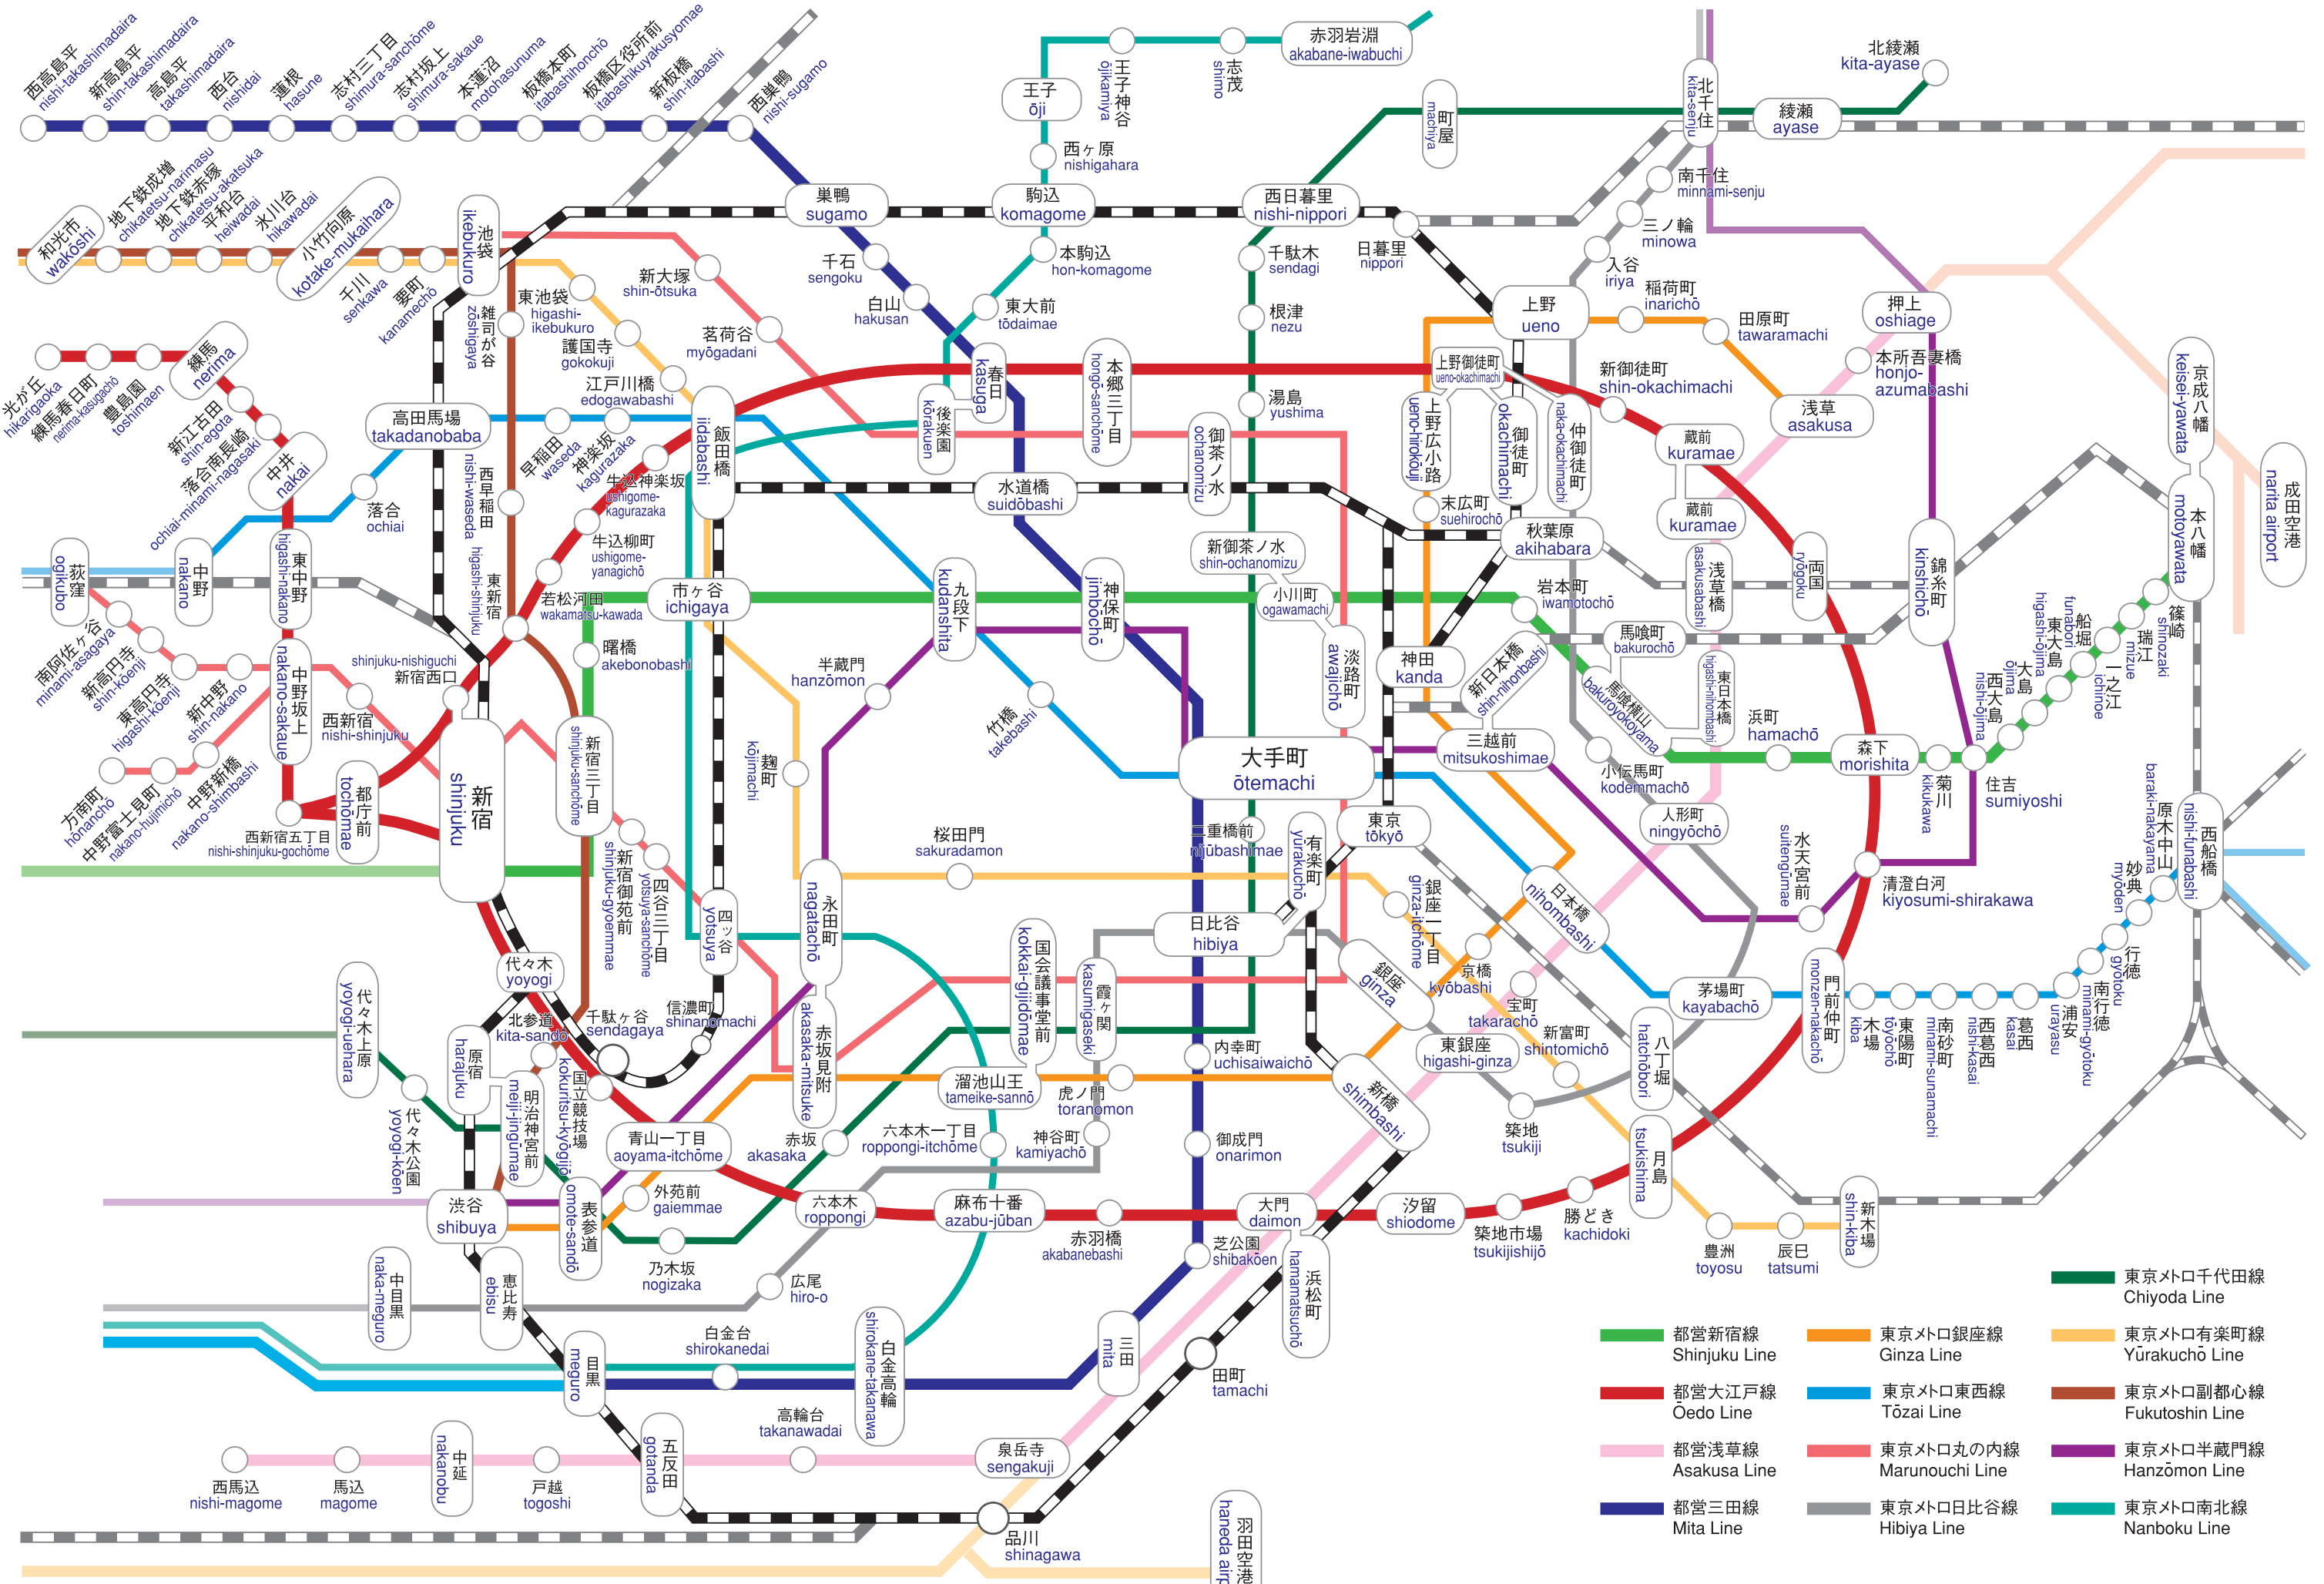 西高島平
nishi-takashimadaira
新高島平
shin-takashimadaira
高島平
takashimadaira
西台
nishidai
蓮根
hasune
志村三丁目
shimura-sanchōme
志村坂上
shimura-sakaue
本蓮沼
motohasunuma
板橋本町
itabashihonchō
板橋区役所前
itabashikuyakusyomae
新板橋
shin-itabashi
西巣鴨
nishi-sugamo
王子
ōji
王子神谷
ōjikamiya
志茂
shimo
赤羽岩淵
akabane-iwabuchi
西ヶ原
nishigahara
町屋
machiya
北千住
kita-senju
綾瀬
ayase
北綾瀬
kita-ayase
和光市
wakōshi
地下鉄成増
chikatetsu-narimasu
地下鉄赤塚
chikatetsu-akatsuka
平和台
heiwadai
氷川台
hikawadai
小竹向原
kotake-mukaihara
千川
senkawa
要町
kanamechō
池袋
ikebukuro
巣鴨
sugamo
駒込
komagome
西日暮里
nishi-nippori
日暮里
nippori
南千住
minnami-senju
三ノ輪
minowa
入谷
iriya
千石
sengoku
白山
hakusan
本駒込
hon-komagome
東大前
tōdaimae
千駄木
sendagi
根津
nezu
湯島
yushima
上野
ueno
稲荷町
inarichō
田原町
tawaramachi
押上
oshiage
本所吾妻橋
honjo-
azumabashi
浅草
asakusa
新大塚
shin-ōtsuka
茗荷谷
myōgadani
雑司が谷
zoshigaya
東池袋
higashi-
ikebukuro
護国寺
gokokuji
江戸川橋
edogawabashi
光が丘
hikarigaoka
練馬春日町
nerima-kasugachō
豊島園
toshimaen
練馬
nerima
新江古田
shin-egota
落合南長崎
ochiai-minami-nagasaki
中井
nakai
高田馬場
takadanobaba
早稲田
waseda
神楽坂
kagurazaka
飯田橋
iidabashi
後楽園
kōrakuen
春日
kasuga
本郷三丁目
hongō-sanchōme
御茶ノ水
ochanomizu
上野御徒町
ueno-okachimachi
上野広小路
ueno-hirokōuji
御徒町
okachimachi
仲御徒町
naka-okachimachi
新御徒町
shin-okachimachi
蔵前
kuramae
蔵前
kuramae
京成八幡
keisei-yawata
成田空港
narita airport
本八幡
motoyawata
落合
ochiai
西早稲田
nishi-waseda
牛込神楽坂
ushigome-
kagurazaka
牛込柳町
ushigome-
yanagichō
若松河田
wakamatsu-kawada
東新宿
higashi-shinjuku
水道橋
suidōbashi
末広町
suehirochō
秋葉原
akihabara
新御茶ノ水
shin-ochanomizu
荻窪
ogikubo
中野
nakano
東中野
higashi-nakano
市ヶ谷
ichigaya
九段下
kudanshita
神保町
jimbōchō
小川町
ogawamachi
岩本町
iwamotochō
浅草橋
asakusabashi
両国
ryōgoku
錦糸町
kinshichō
南阿佐ヶ谷
minami-asagaya
新高円寺
shin-kōenji
東高円寺
higashi-kōenji
新中野
shin-nakano
中野坂上
nakano-sakaue
西新宿
nishi-shinjuku
shinjuku-nishiguchi
新宿西口
曙橋
akebonobashi
半蔵門
hanzōmon
竹橋
takebashi
淡路町
awajichō
神田
kanda
新日本橋
shin-nihonbashi
馬喰町
bakurochō
馬喰横山
bakuroyokoyama
東日本橋
higashi-nihombashi
篠崎
shinozaki
瑞江
mizue
一之江
ichinoe
船堀
funabori
東大島
higashi-ōjima
大島
ōjima
西大島
nishi-ōjima
方南町
hōnanchō
中野富士見町
nakano-hujimichō
中野新橋
nakano-shimbashi
西新宿五丁目
nishi-shinjuku-gochōme
都庁前
tochōmae
新宿
shinjuku
新宿三丁目
shinjuku-sanchōme
麹町
kōjimachi
大手町
ōtemachi
三越前
mitsukoshimae
小伝馬町
kodemmachō
浜町
hamachō
森下
morishita
菊川
kikukawa
住吉
sumiyoshi
新宿御苑前
shinjuku-gyoemmae
四谷三丁目
yotsuya-sanchōme
四ッ谷
yotsuya
桜田門
sakuradamon
二重橋前
nijūbashimae
有楽町
yūrakuchō
東京
tōkyō
人形町
ningyōchō
水天宮前
suitengūmae
清澄白河
kiyosumi-shirakawa
原木中山
baraki-nakayama
妙典
myōden
行徳
gyōtoku
南行徳
minami-gyōtoku
浦安
urayasu
西船橋
nishi-funabashi
永田町
nagatachō
日比谷
hibiya
銀座一丁目
ginza-itchōme
日本橋
nihombashi
京橋
kyōbashi
宝町
takarachō
銀座
ginza
代々木上原
yoyogi-uehara
代々木
yoyogi
北参道
kita-sandō
千駄ヶ谷
sendagaya
信濃町
shinanomachi
赤坂見附
akasaka-mitsuke
国会議事堂前
kokkai-gijidōmae
霞ヶ関
kasumigaseki
茅場町
kayabachō
門前仲町
monzen-nakachō
木場
kiba
東陽町
tōyōchō
南砂町
minami-sunamachi
西葛西
nishi-kasai
葛西
kasai
代々木公園
yoyogi-kōen
原宿
harajuku
明治神宮前
meiji-jingūmae
国立競技場
kokuritsu-kyōgijō
青山一丁目
aoyama-itchōme
赤坂
akasaka
溜池山王
tameike-sannō
六本木一丁目
roppongi-itchōme
虎ノ門
toranomon
神谷町
kamiyachō
内幸町
uchisaiwaichō
御成門
onarimon
新橋
shimbashi
東銀座
higashi-ginza
新富町
shintomichō
築地
tsukiji
八丁堀
hatchōbori
月島
tsukishima
渋谷
shibuya
表参道
omote-sandō
外苑前
gaiemmae
乃木坂
nogizaka
六本木
roppongi
麻布十番
azabu-jūban
赤羽橋
akabanebashi
芝公園
shibakōen
大門
daimon
汐留
shiodome
築地市場
tsukijishijō
勝どき
kachidoki
豊洲
toyosu
辰巳
tatsumi
新木場
shin-kiba
中目黒
naka-meguro
恵比寿
ebisu
広尾
hiro-o
浜松町
hamamatsuchō
目黒
meguro
白金台
shirokanedai
白金高輪
shirokane-takanawa
三田
mita
田町
tamachi
西馬込
nishi-magome
馬込
magome
中延
nakanobu
戸越
togoshi
五反田
gotanda
高輪台
takanawadai
泉岳寺
sengakuji
品川
shinagawa
羽田空港
haneda airp
東京メトロ千代田線
Chiyoda Line
都営新宿線
Shinjuku Line
東京メトロ銀座線
Ginza Line
東京メトロ有楽町線
Yūrakuchō Line
都営大江戸線
Ōedo Line
東京メトロ東西線
Tōzai Line
東京メトロ副都心線
Fukutoshin Line
都営浅草線
Asakusa Line
東京メトロ丸の内線
Marunouchi Line
東京メトロ半蔵門線
Hanzōmon Line
都営三田線
Mita Line
東京メトロ日比谷線
Hibiya Line
東京メトロ南北線
Nanboku Line